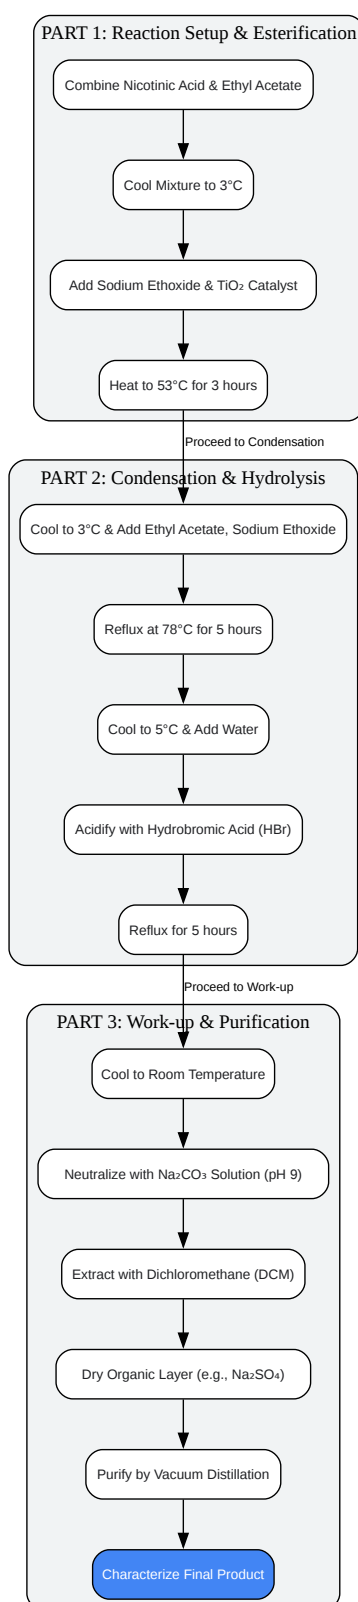 PART 1: Reaction Setup & Esterification
Combine Nicotinic Acid & Ethyl Acetate
Cool Mixture to 3°C
Add Sodium Ethoxide & TiO₂ Catalyst
Heat to 53°C for 3 hours
Proceed to Condensation
PART 2: Condensation & Hydrolysis
Cool to 3°C & Add Ethyl Acetate, Sodium Ethoxide
Reflux at 78°C for 5 hours
Cool to 5°C & Add Water
Acidify with Hydrobromic Acid (HBr)
Reflux for 5 hours
Proceed to Work-up
PART 3: Work-up & Purification
Cool to Room Temperature
Neutralize with Na₂CO₃ Solution (pH 9)
Extract with Dichloromethane (DCM)
Dry Organic Layer (e.g., Na₂SO₄)
Purify by Vacuum Distillation
Characterize Final Product